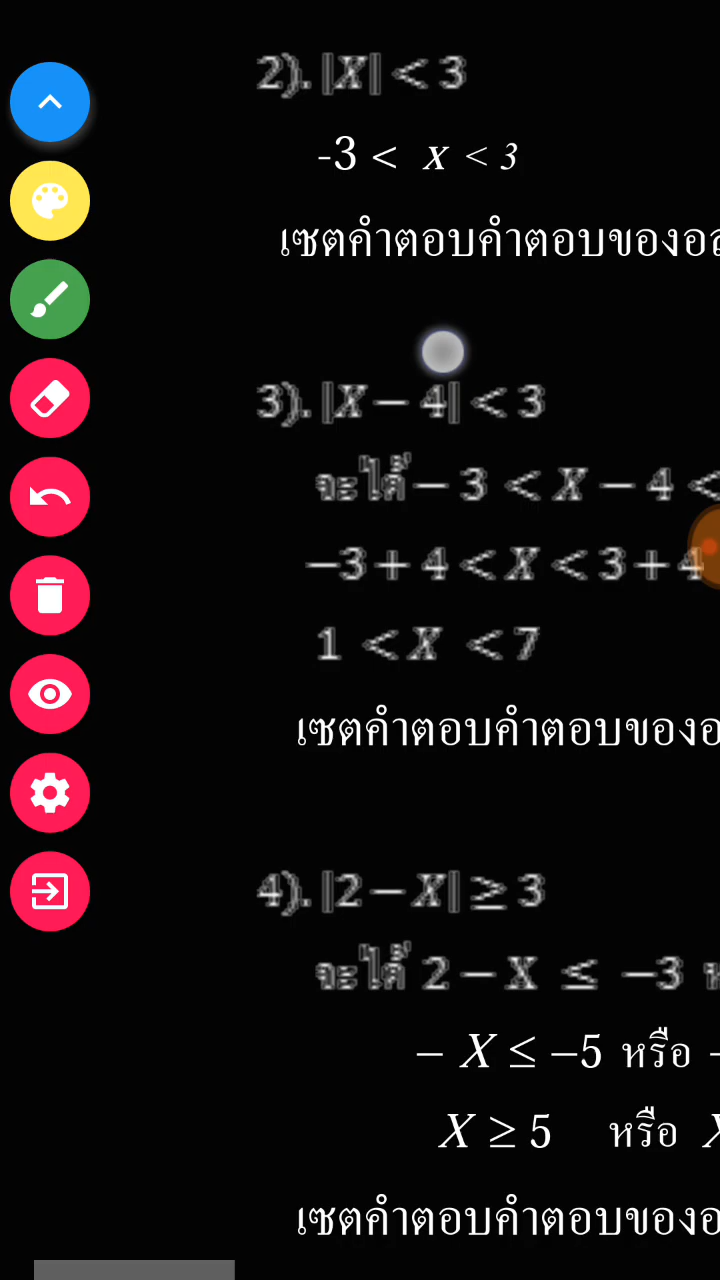 2). |X| < 3
-3 < x < 3
เซตคำตอบคำตอบของอ
3). |X − 4| < 3
จะได้ − 3 < X − 4 <
−3 + 4 < X < 3 + 4
1 < X < 7
เซตคำตอบคำตอบของอ
4). |2 − X| ≥ 3
จะได้ 2 − X ≤ −3 ห
− X ≤ −5 หรือ −
X ≥ 5 หรือ X
เซตคำตอบคำตอบของอ